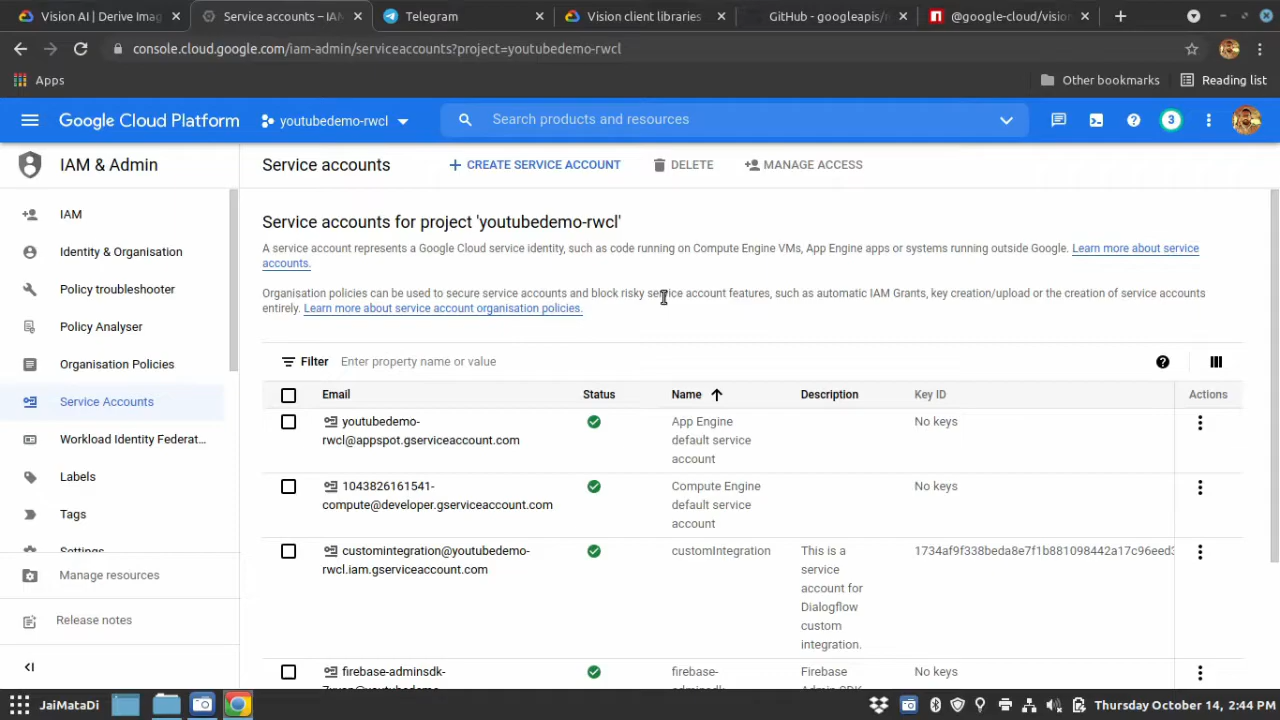 Vision AI | Derive Imag
Service accounts – IAM
Telegram
Vision client libraries
GitHub - googleapis/n
@google-cloud/vision
console.cloud.google.com/iam-admin/serviceaccounts?project=youtubedemo-rwcl
Apps
Other bookmarks
Reading list
Google Cloud Platform
youtubedemo-rwcl
Search products and resources
3
IAM & Admin
Service accounts
CREATE SERVICE ACCOUNT
DELETE
MANAGE ACCESS
IAM
Identity & Organisation
Policy troubleshooter
Policy Analyser
Organisation Policies
Service Accounts
Workload Identity Federat...
Labels
Tags
Settings
Manage resources
Release notes
Service accounts for project 'youtubedemo-rwcl'
A service account represents a Google Cloud service identity, such as code running on Compute Engine VMs, App Engine apps or systems running outside Google. Learn more about service
accounts.
Organisation policies can be used to secure service accounts and block risky service account features, such as automatic IAM Grants, key creation/upload or the creation of service accounts
entirely. Learn more about service account organisation policies.
Filter Enter property name or value
Email Status Name Description Key ID Actions
youtubedemo-
rwcl@appspot.gserviceaccount.com
App Engine
default service
account
No keys
1043826161541-
compute@developer.gserviceaccount.com
Compute Engine
default service
account
No keys
customintegration@youtubedemo-
rwcl.iam.gserviceaccount.com
customIntegration
This is a
service
account for
Dialogflow
custom
integration.
1734af9f338beda8e7f1b881098442a17c96eed3
firebase-adminsdk-
firebase-
adminsdk
Firebase
Admin SDK
No keys
JaiMataDi
Thursday October 14, 2:44 PM